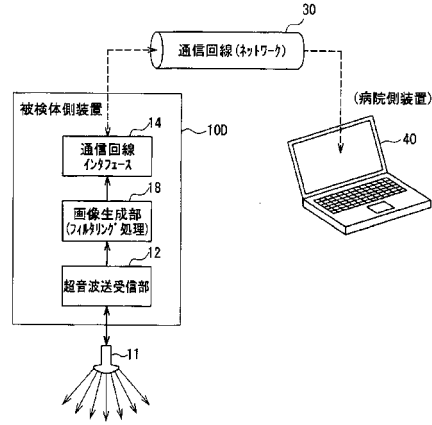 30
通信回線(ネットワーク)
被検体側装置
14
10D
(病院側装置)
通信回線
インタフェース
40
18
画像生成部
(フィルタリング処理)
12
超音波送受信部
11